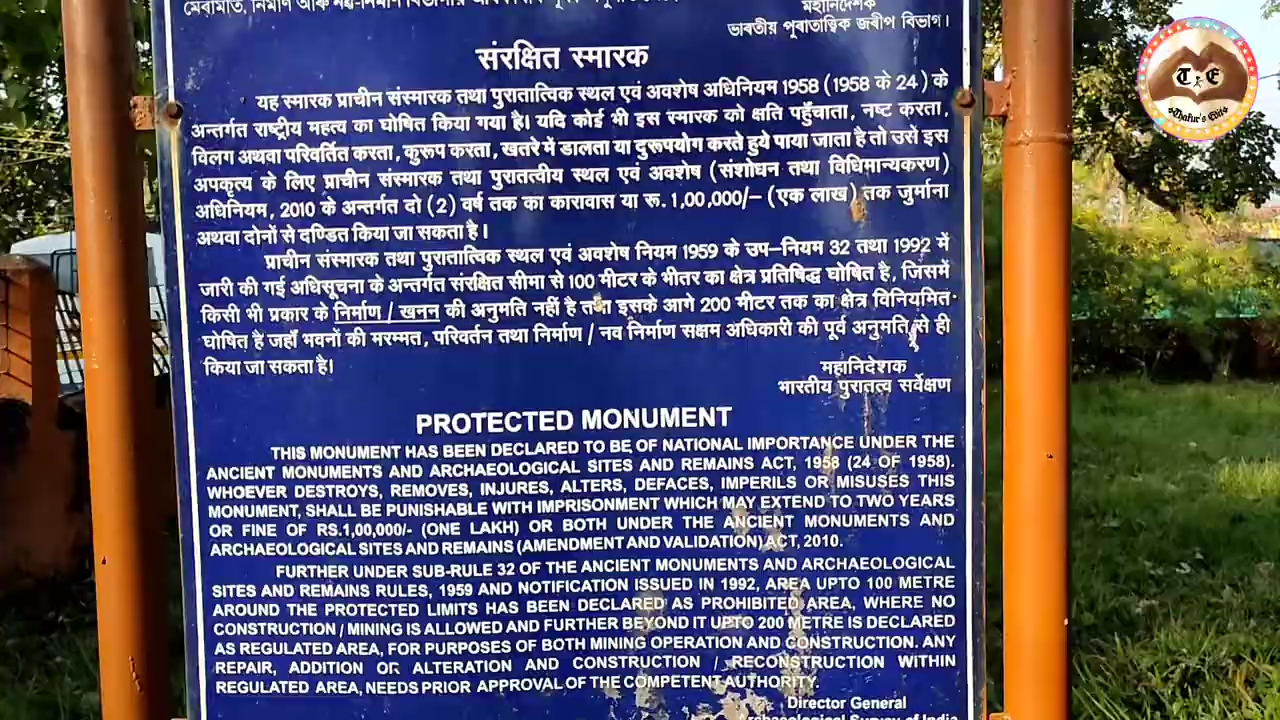 মেৰামতি, নিৰ্মাণ আৰু
মহানিদেশক
ভাৰতীয় পূৰাতাত্ত্বিক জৰীপ বিভাগ।
संरक्षित स्मारक
यह स्मारक प्राचीन संस्मारक तथा पुरातात्विक स्थल एवं अवशेष अधिनियम 1958 (1958 के 24) के
अन्तर्गत राष्ट्रीय महत्व का घोषित किया गया है। यदि कोई भी इस स्मारक को क्षति पहुँचाता, नष्ट करता,
विलग अथवा परिवर्तित करता, कुरूप करता, खतरे में डालता या दुरूपयोग करते हुये पाया जाता है तो उसे इस
अपकृत्य के लिए प्राचीन संस्मारक तथा पुरातत्वीय स्थल एवं अवशेष (संशोधन तथा विधिमान्यकरण)
अधिनियम, 2010 के अन्तर्गत दो (2) वर्ष तक का कारावास या रू. 1,00,000/– (एक लाख) तक जुर्माना
अथवा दोनों से दण्डित किया जा सकता है।
प्राचीन संस्मारक तथा पुरातात्विक स्थल एवं अवशेष नियम 1959 के उप–नियम 32 तथा 1992 में
जारी की गई अधिसूचना के अन्तर्गत संरक्षित सीमा से 100 मीटर के भीतर का क्षेत्र प्रतिषिद्ध घोषित है, जिसमें
किसी भी प्रकार के निर्माण / खनन की अनुमति नहीं है तथा इसके आगे 200 मीटर तक का क्षेत्र विनियमित
घोषित है जहाँ भवनों की मरम्मत, परिवर्तन तथा निर्माण / नव निर्माण सक्षम अधिकारी की पूर्व अनुमति से ही
किया जा सकता है।
महानिदेशक
भारतीय पुरातत्व सर्वेक्षण
PROTECTED MONUMENT
THIS MONUMENT HAS BEEN DECLARED TO BE OF NATIONAL IMPORTANCE UNDER THE
ANCIENT MONUMENTS AND ARCHAEOLOGICAL SITES AND REMAINS ACT, 1958 (24 OF 1958).
WHOEVER DESTROYS, REMOVES, INJURES, ALTERS, DEFACES, IMPERILS OR MISUSES THIS
MONUMENT, SHALL BE PUNISHABLE WITH IMPRISONMENT WHICH MAY EXTEND TO TWO YEARS
OR FINE OF RS.1,00,000/- (ONE LAKH) OR BOTH UNDER THE ANCIENT MONUMENTS AND
ARCHAEOLOGICAL SITES AND REMAINS (AMENDMENT AND VALIDATION) ACT, 2010.
FURTHER UNDER SUB-RULE 32 OF THE ANCIENT MONUMENTS AND ARCHAEOLOGICAL
SITES AND REMAINS RULES, 1959 AND NOTIFICATION ISSUED IN 1992, AREA UPTO 100 METRE
AROUND THE PROTECTED LIMITS HAS BEEN DECLARED AS PROHIBITED AREA, WHERE NO
CONSTRUCTION / MINING IS ALLOWED AND FURTHER BEYOND IT UPTO 200 METRE IS DECLARED
AS REGULATED AREA, FOR PURPOSES OF BOTH MINING OPERATION AND CONSTRUCTION. ANY
REPAIR, ADDITION OR ALTERATION AND CONSTRUCTION / RECONSTRUCTION WITHIN
REGULATED AREA, NEEDS PRIOR APPROVAL OF THE COMPETENT AUTHORITY.
Director General
Archaeological Survey of India
T E
Thakur's Edit